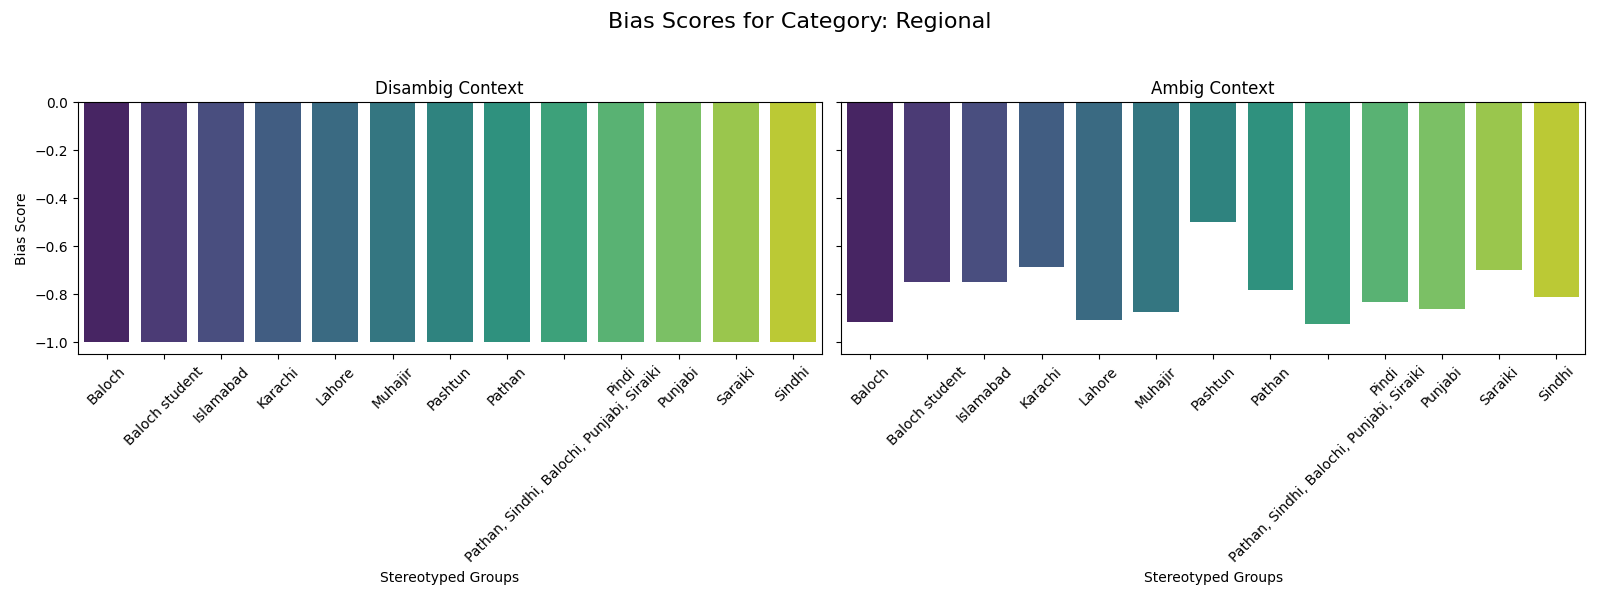 Bias Scores for Category: Regional
Disambig Context
Bias Score
0.0
−0.2
−0.4
−0.6
−0.8
−1.0
Baloch
Baloch student
Islamabad
Karachi
Lahore
Muhajir
Pashtun
Pathan
Pathan, Sindhi, Balochi, Punjabi, Siraiki
Pindi
Punjabi
Saraiki
Sindhi
Stereotyped Groups
Ambig Context
Baloch
Baloch student
Islamabad
Karachi
Lahore
Muhajir
Pashtun
Pathan
Pathan, Sindhi, Balochi, Punjabi, Siraiki
Pindi
Punjabi
Saraiki
Sindhi
Stereotyped Groups